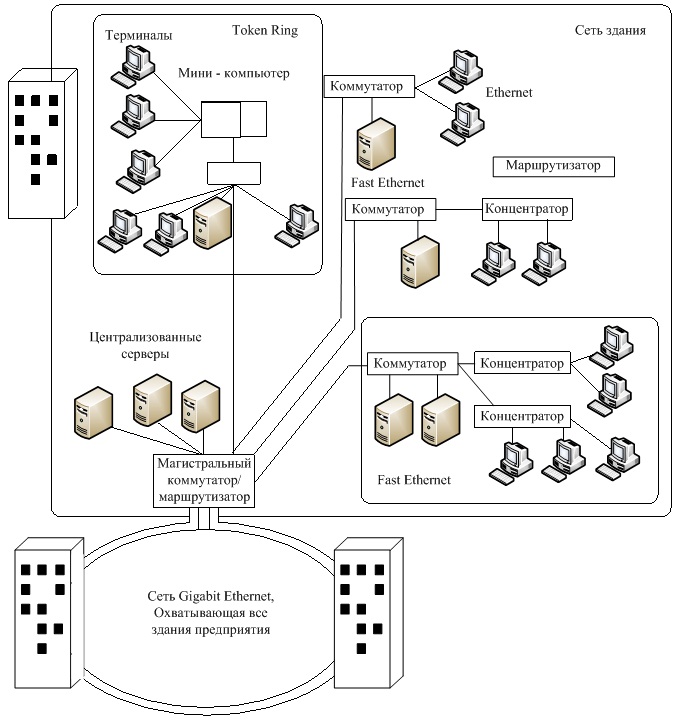 Терминалы
Token Ring
Сеть здания
Мини - компьютер
Коммутатор
Ethernet
Fast Ethernet
Маршрутизатор
Коммутатор
Концентратор
Централизованные
серверы
Коммутатор
Концентратор
Концентратор
Fast Ethernet
Магистральный
коммутатор/
маршрутизатор
Сеть Gigabit Ethernet,
Охватывающая все
здания предприятия